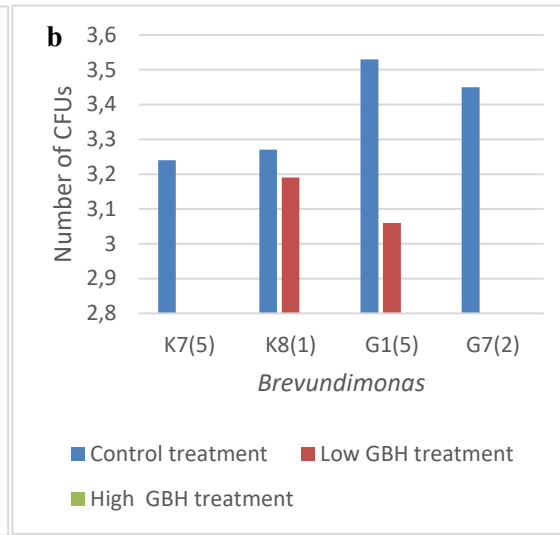 b
Number of CFUs
3,6
3,5
3,4
3,3
3,2
3,1
3
2,9
2,8
K7(5) K8(1) G1(5) G7(2)
Brevundimonas
Control treatment Low GBH treatment
High GBH treatment